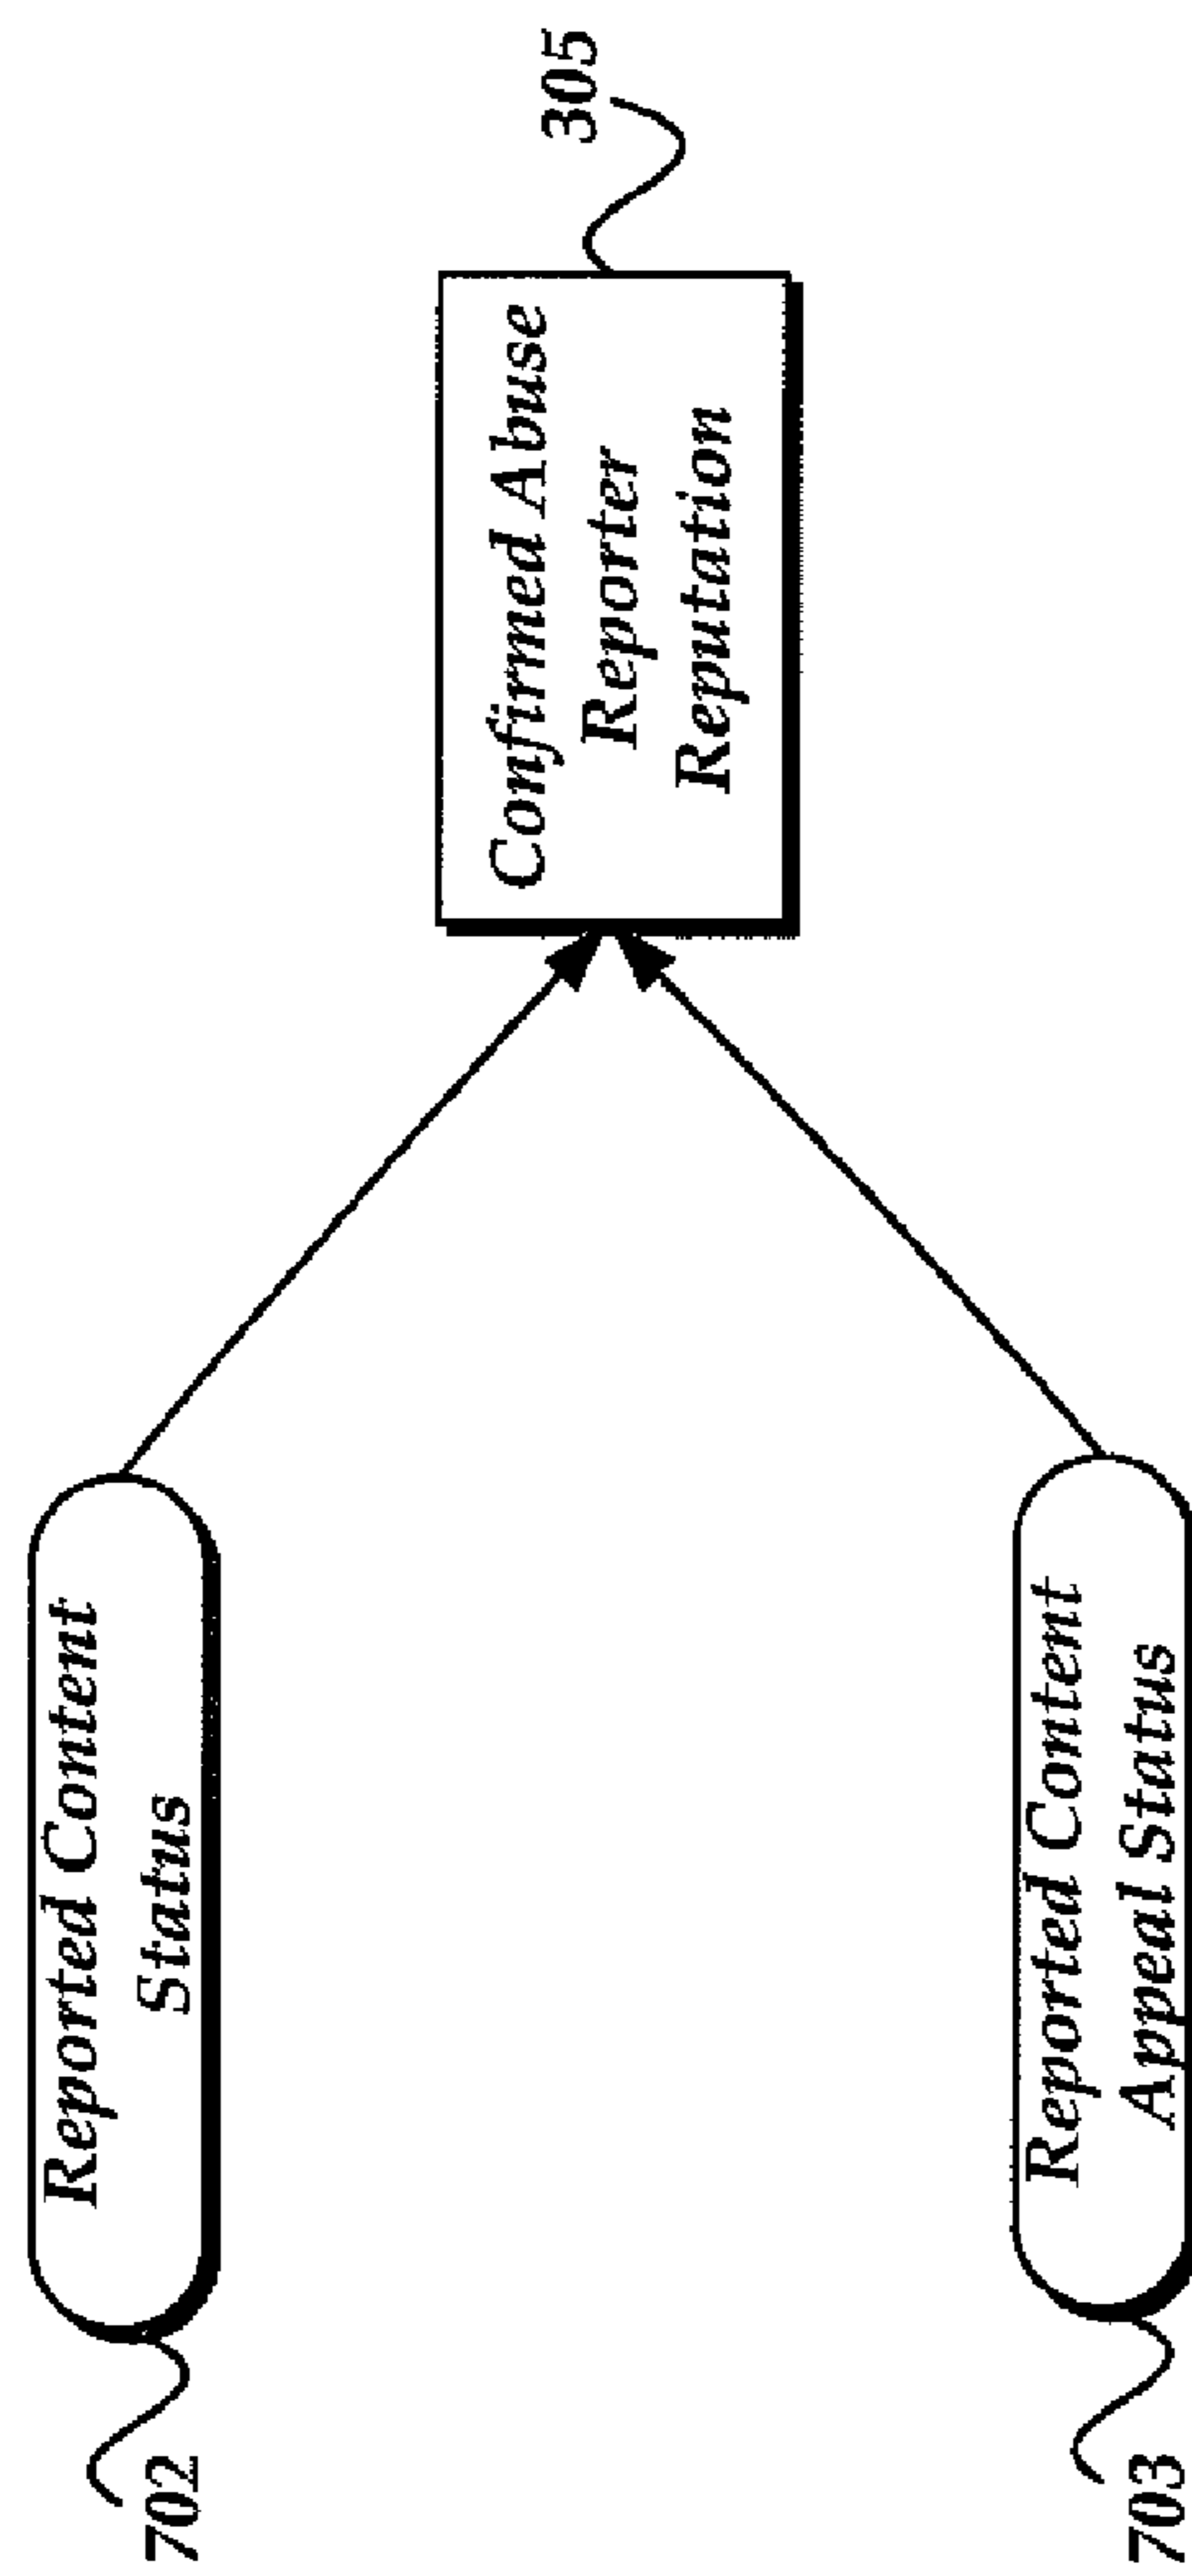 702
Reported Content
Status
703
Reported Content
Appeal Status
Confirmed Abuse
Reporter
Reputation
305